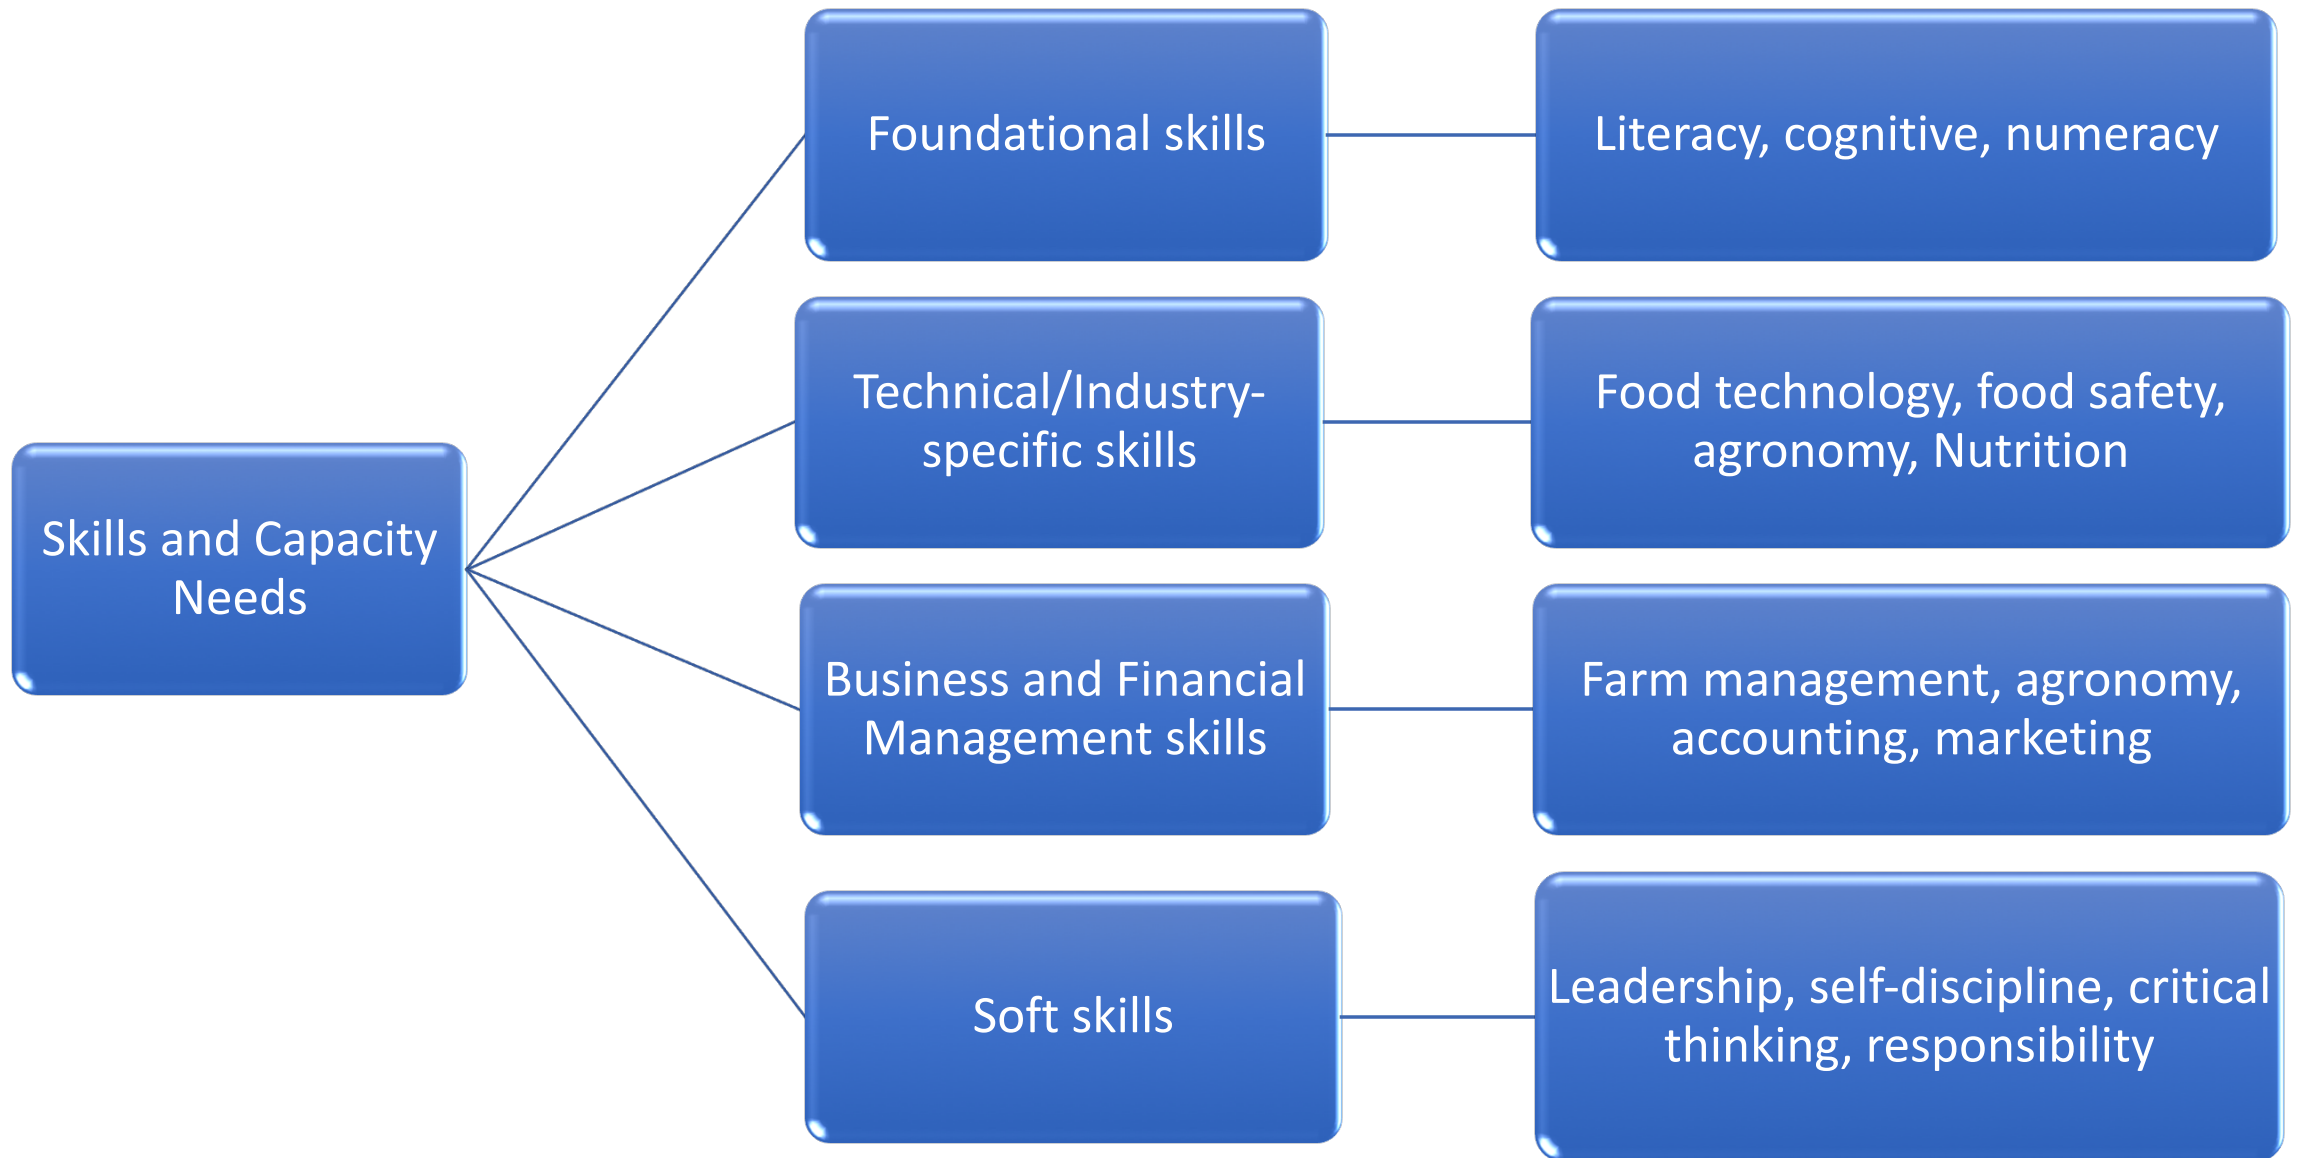 Skills and Capacity
Needs
Foundational skills
Literacy, cognitive, numeracy
Technical/Industry-
specific skills
Food technology, food safety,
agronomy, Nutrition
Business and Financial
Management skills
Farm management, agronomy,
accounting, marketing
Soft skills
Leadership, self-discipline, critical
thinking, responsibility